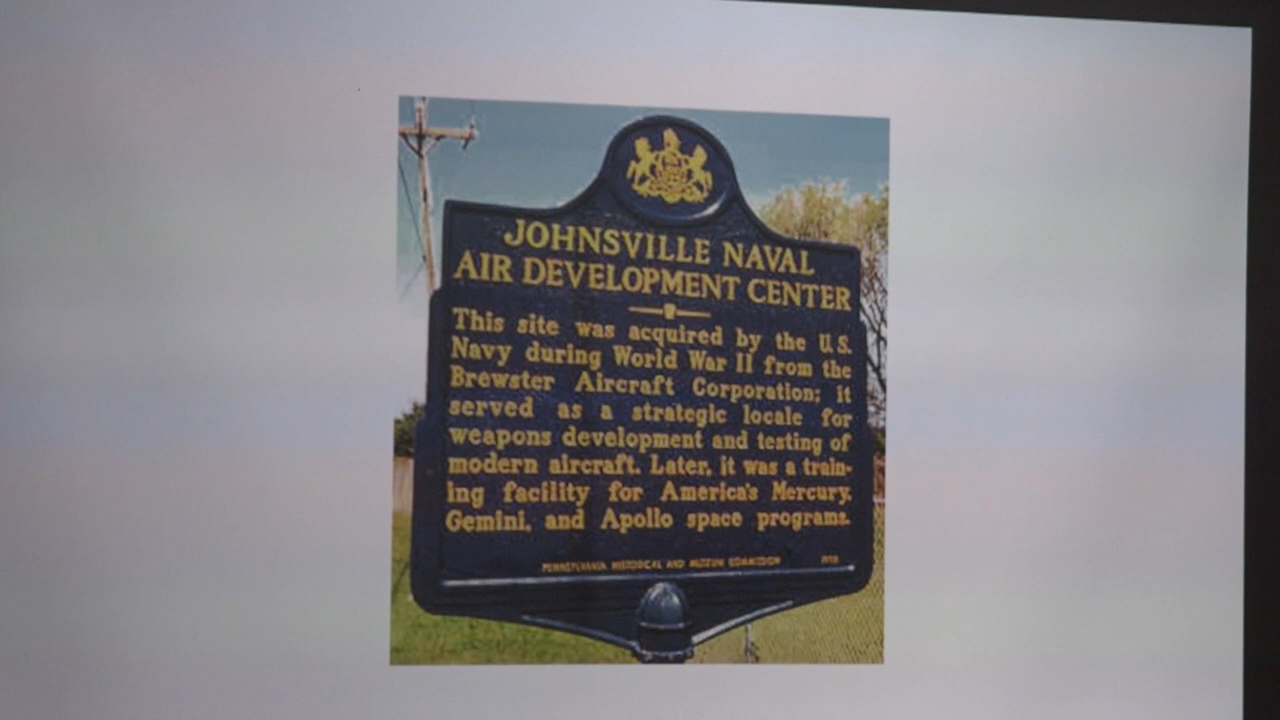 JOHNSVILLE NAVAL
AIR DEVELOPMENT CENTER
This site was acquired by the U.S.
Navy during World War II from the
Brewster Aircraft Corporation; it
served as a strategic locale for
weapons development and testing of
modern aircraft. Later, it was a train-
ing facility for America's Mercury,
Gemini, and Apollo space programs.
PENNSYLVANIA HISTORICAL AND MUSEUM COMMISSION